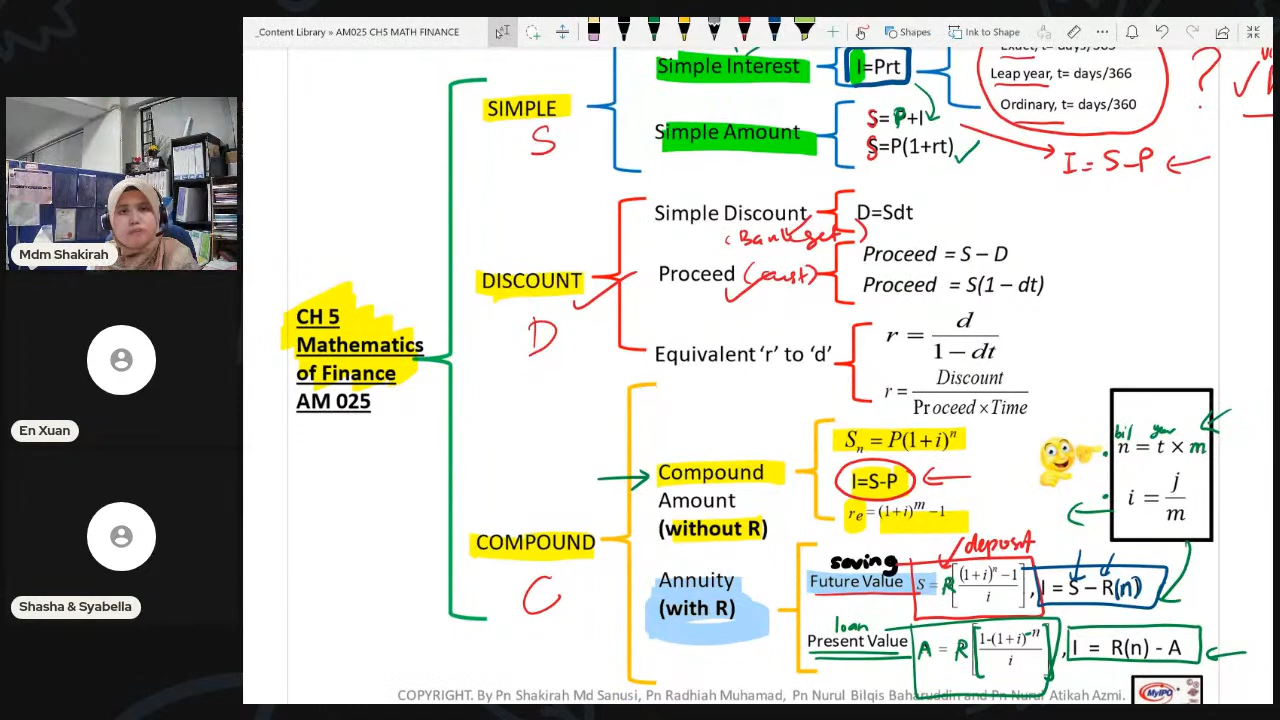 _Content Library » AM025 CH5 MATH FINANCE
Shapes
Ink to Shape
Mdm Shakirah
En Xuan
Shasha & Syabella
CH 5
Mathematics
of Finance
AM 025
SIMPLE
S
Simple Interest
I=Prt
Exact, t= days/365
Leap year, t= days/366
Ordinary, t= days/360
?
Simple Amount
S= P+I
S=P(1+rt)
I = S-P
DISCOUNT
D
Simple Discount
D=Sdt
(Bank get)
Proceed (cust)
Proceed = S – D
Proceed = S(1 – dt)
Equivalent ‘r’ to ‘d’
r = d / (1 – dt)
r = Discount / (Proceed × Time)
COMPOUND
C
Compound
Amount
(without R)
Sₙ = P(1+i)ⁿ
I=S-P
rₑ = (1+i)ᵐ −1
n = t × m
i = j / m
Annuity
(with R)
saving
deposit
Future Value
S = R[((1+i)ⁿ −1) / i] , I = S – R(n)
loan
Present Value
A = R[(1-(1+i)⁻ⁿ) / i] , I = R(n) - A
COPYRIGHT. By Pn Shakirah Md Sanusi, Pn Radhiah Muhamad, Pn Nurul Bilqis Baharuddin and Pn Nurul Atikah Azmi.
MyIPO